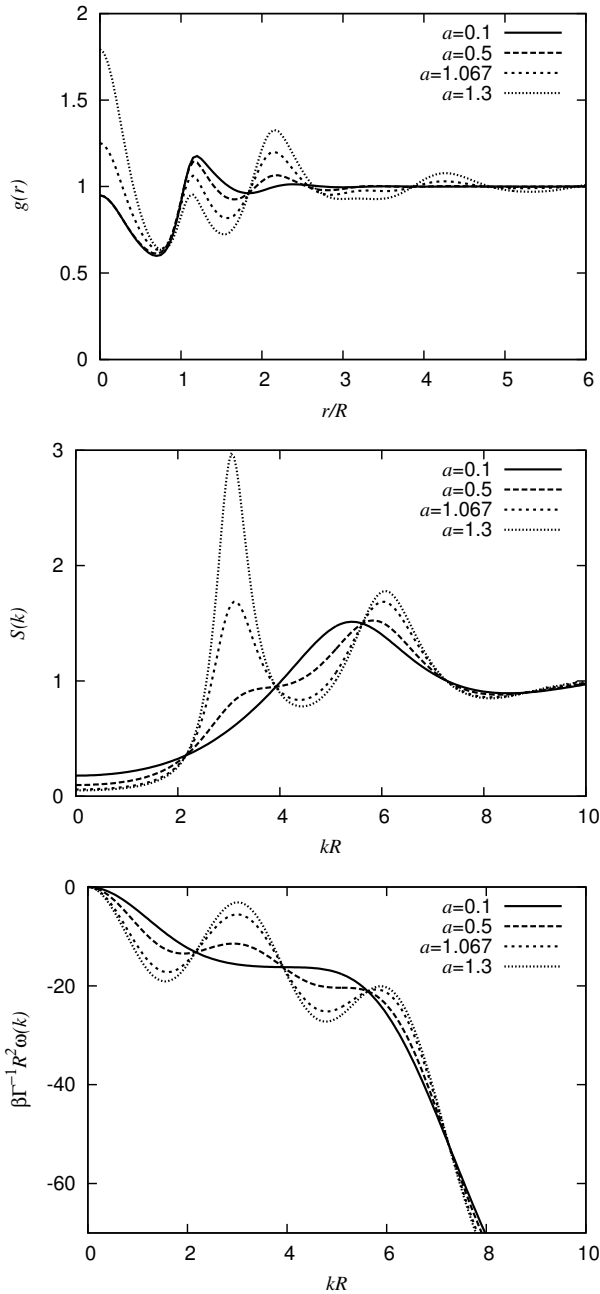 2
1.5
1
0.5
0
g(r)
a=0.1
a=0.5
a=1.067
a=1.3
0 1 2 3 4 5 6
r/R
3
2
1
0
S(k)
a=0.1
a=0.5
a=1.067
a=1.3
0 2 4 6 8 10
kR
0
-20
-40
-60
βΓ⁻¹R²ω(k)
a=0.1
a=0.5
a=1.067
a=1.3
0 2 4 6 8 10
kR